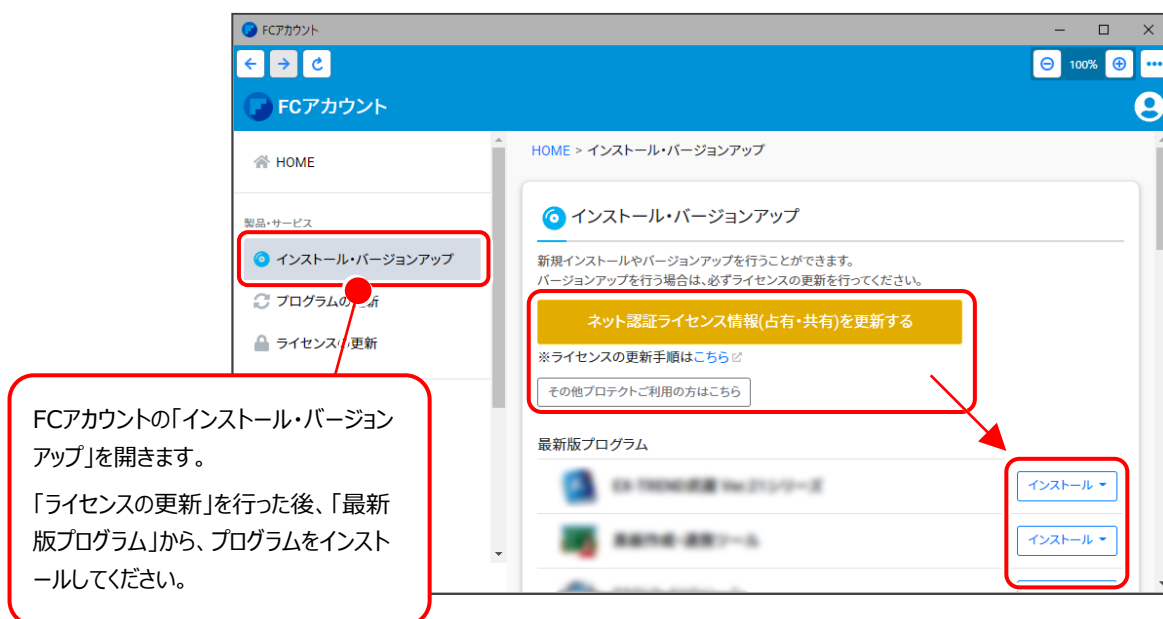 FCアカウント
100%
FCアカウント
HOME
HOME > インストール・バージョンアップ
製品・サービス
インストール・バージョンアップ
プログラムの更新
ライセンスの更新
インストール・バージョンアップ
新規インストールやバージョンアップを行うことができます。
バージョンアップを行う場合は、必ずライセンスの更新を行ってください。
ネット認証ライセンス情報(占有・共有)を更新する
※ライセンスの更新手順はこちら
その他プロテクトご利用の方はこちら
最新版プログラム
インストール
インストール
FCアカウントの「インストール・バージョン
アップ」を開きます。
「ライセンスの更新」を行った後、「最新
版プログラム」から、プログラムをインスト
ールしてください。